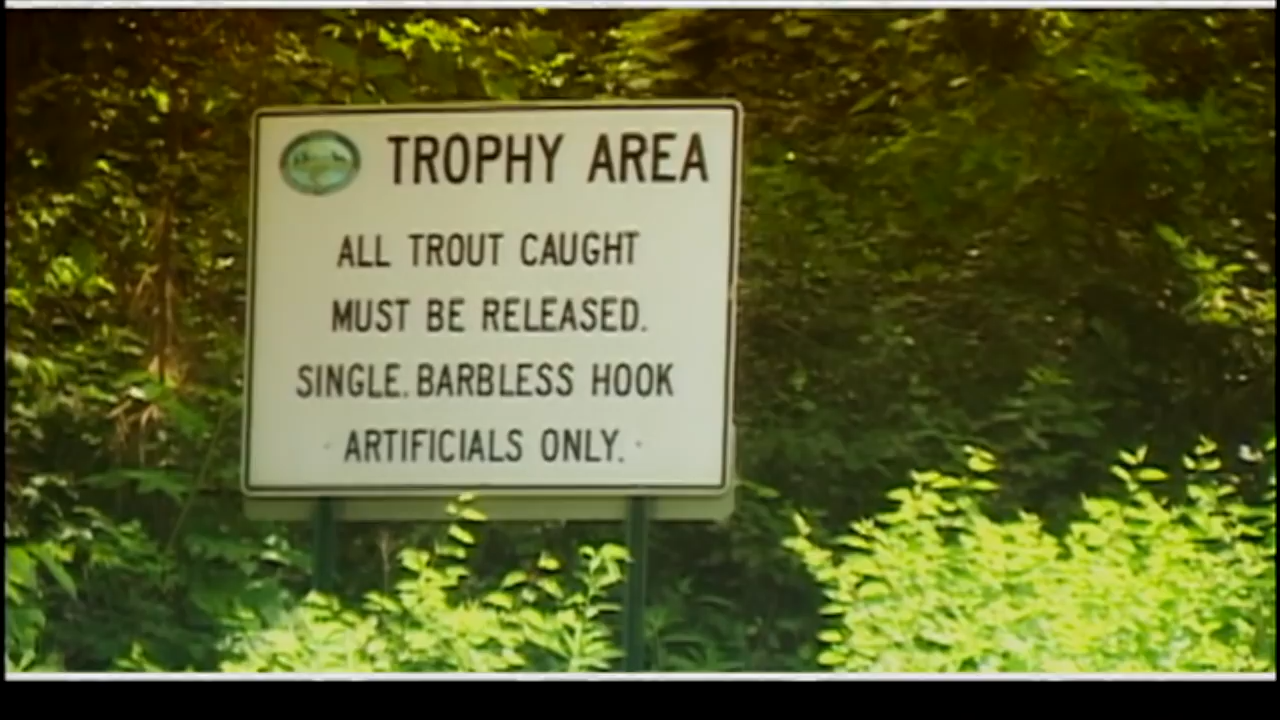 TROPHY AREA
ALL TROUT CAUGHT
MUST BE RELEASED.
SINGLE. BARBLESS HOOK
ARTIFICIALS ONLY.